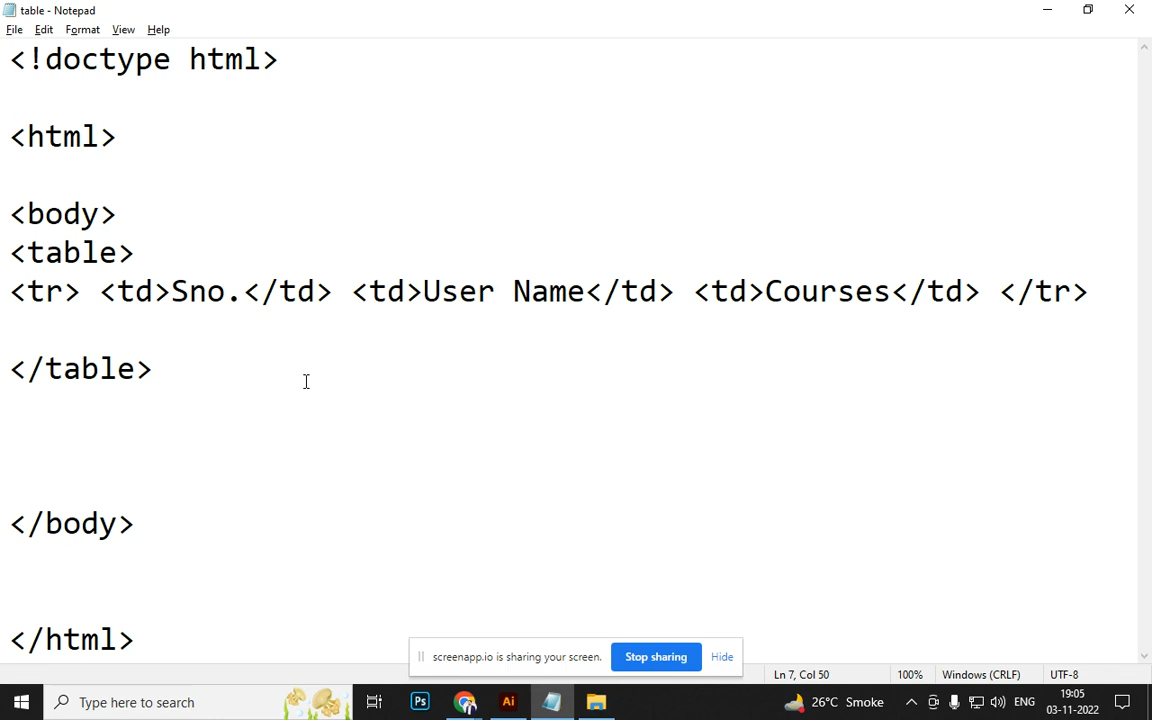 table - Notepad
File Edit Format View Help
<!doctype html>
<html>
<body>
<table>
<tr> <td>Sno.</td> <td>User Name</td> <td>Courses</td> </tr>
</table>
</body>
</html>
screenapp.io is sharing your screen. Stop sharing Hide
Ln 7, Col 50 100% Windows (CRLF) UTF-8
Type here to search Ps Ai 26°C Smoke ENG 19:05
03-11-2022